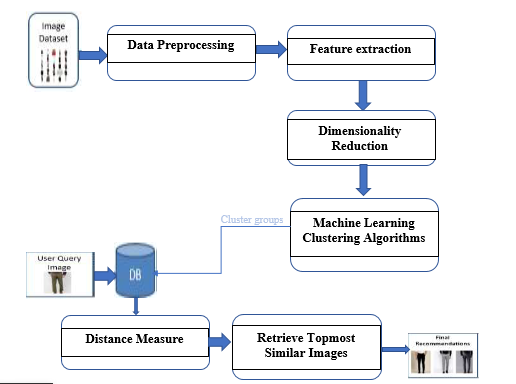 Image
Dataset
Data Preprocessing
Feature extraction
Dimensionality
Reduction
Cluster groups
Machine Learning
Clustering Algorithms
User Query
Image
DB
Distance Measure
Retrieve Topmost
Similar Images
Final
Recommendations